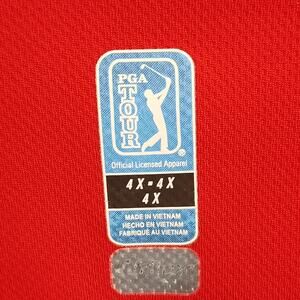 PGA
TOUR
®
Official Licensed Apparel
4X - 4X
4X
MADE IN VIETNAM
HECHO EN VIETNAM
FABRIQUÉ AU VIETNAM